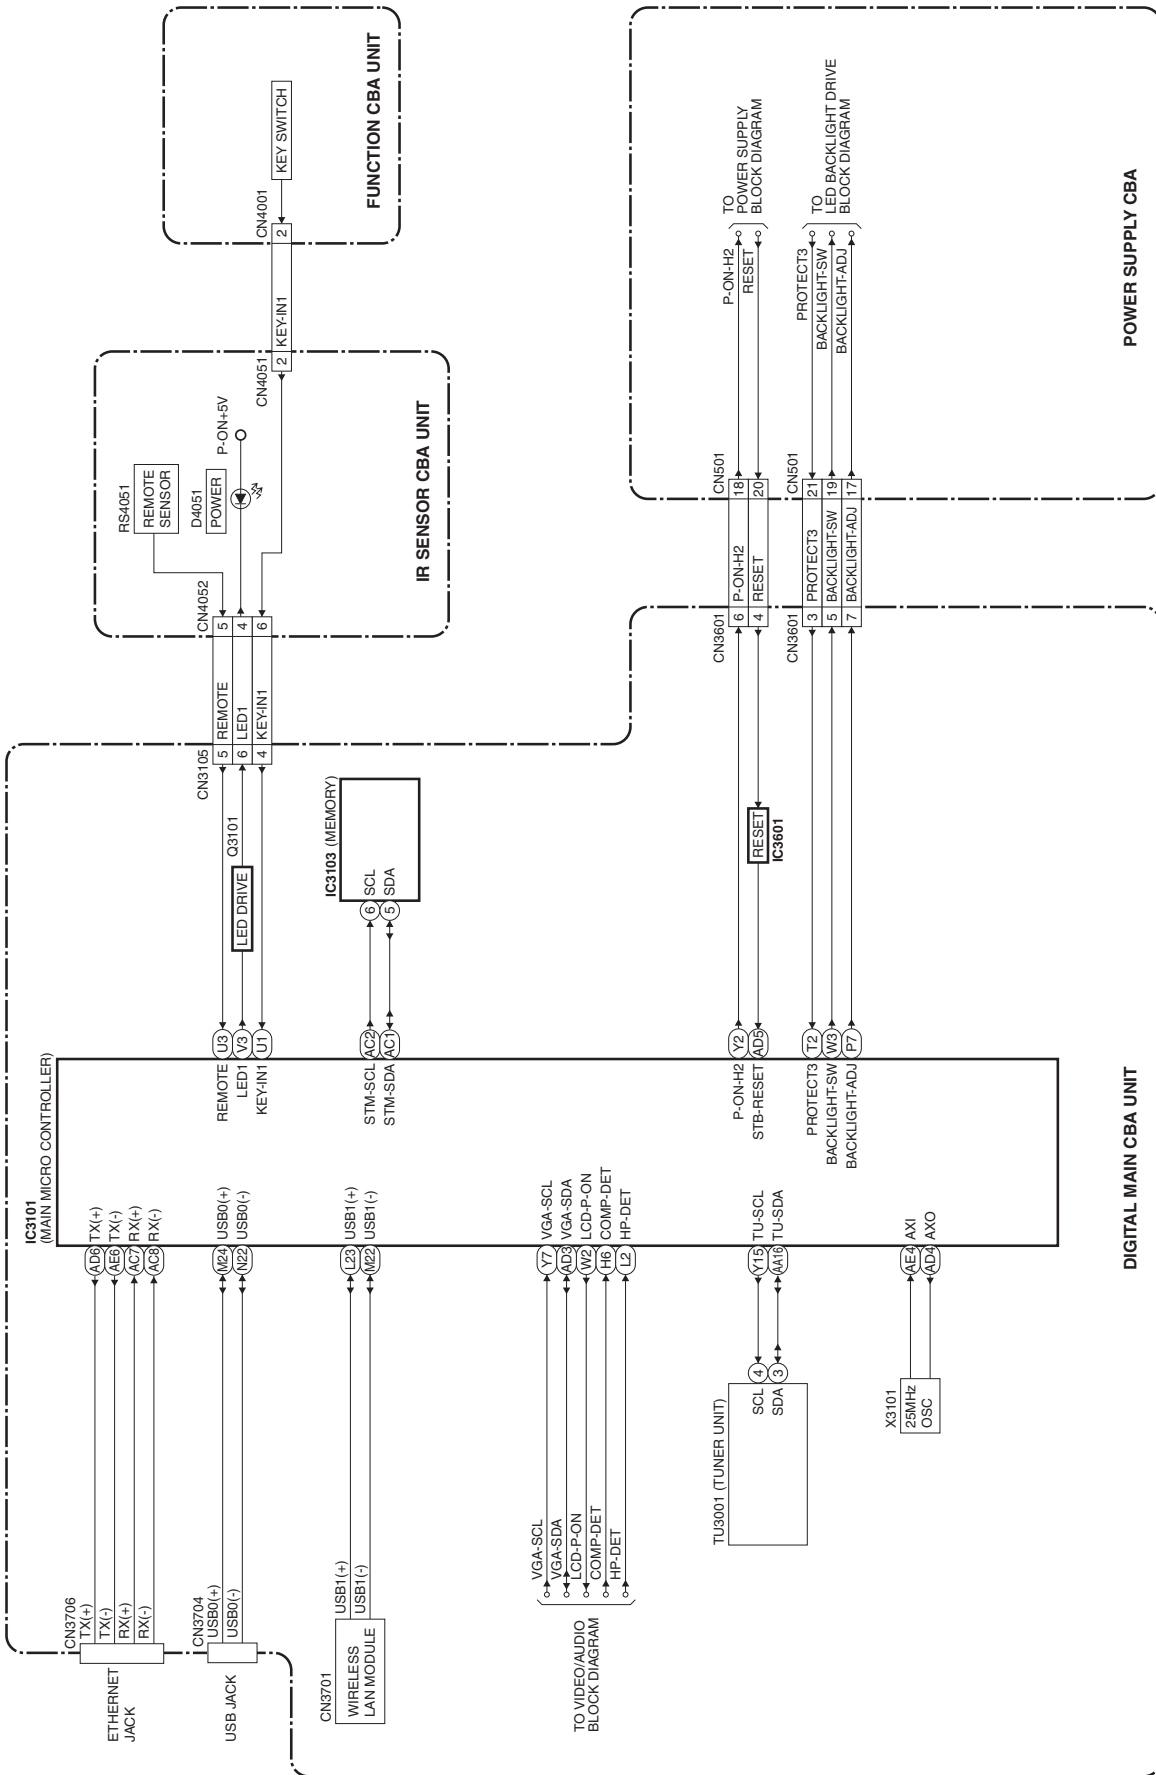 FUNCTION CBA UNIT
KEY SWITCH
CN4001
2
KEY-IN1
2
CN4051
IR SENSOR CBA UNIT
RS4051
REMOTE
SENSOR
D4051
POWER
P-ON+5V
CN4052
5
4
6
REMOTE
LED1
KEY-IN1
CN3105
5
6
4
Q3101
LED DRIVE
IC3103 (MEMORY)
6
SCL
5
SDA
IC3101
(MAIN MICRO CONTROLLER)
REMOTE
U3
LED1
V3
KEY-IN1
U1
STM-SCL
AC2
STM-SDA
AC1
P-ON-H2
Y2
STB-RESET
AD5
PROTECT3
T2
BACKLIGHT-SW
W3
BACKLIGHT-ADJ
P7
RESET
IC3601
CN3601
6
P-ON-H2
18
4
RESET
20
CN501
CN3601
3
PROTECT3
21
5
BACKLIGHT-SW
19
7
BACKLIGHT-ADJ
17
CN501
P-ON-H2
RESET
TO
POWER SUPPLY
BLOCK DIAGRAM
PROTECT3
BACKLIGHT-SW
BACKLIGHT-ADJ
TO
LED BACKLIGHT DRIVE
BLOCK DIAGRAM
POWER SUPPLY CBA
AD6
TX(+)
AE6
TX(-)
AC7
RX(+)
AC8
RX(-)
M24
USB0(+)
N22
USB0(-)
L23
USB1(+)
M22
USB1(-)
Y7
VGA-SCL
AD3
VGA-SDA
W2
LCD-P-ON
H6
COMP-DET
L2
HP-DET
Y15
TU-SCL
AA16
TU-SDA
AE4
AXI
AD4
AXO
CN3706
TX(+)
TX(-)
RX(+)
RX(-)
ETHERNET
JACK
CN3704
USB0(+)
USB0(-)
USB JACK
CN3701
WIRELESS
LAN MODULE
USB1(+)
USB1(-)
VGA-SCL
VGA-SDA
LCD-P-ON
COMP-DET
HP-DET
TO VIDEO/AUDIO
BLOCK DIAGRAM
TU3001 (TUNER UNIT)
SCL
4
SDA
3
X3101
25MHz
OSC
DIGITAL MAIN CBA UNIT